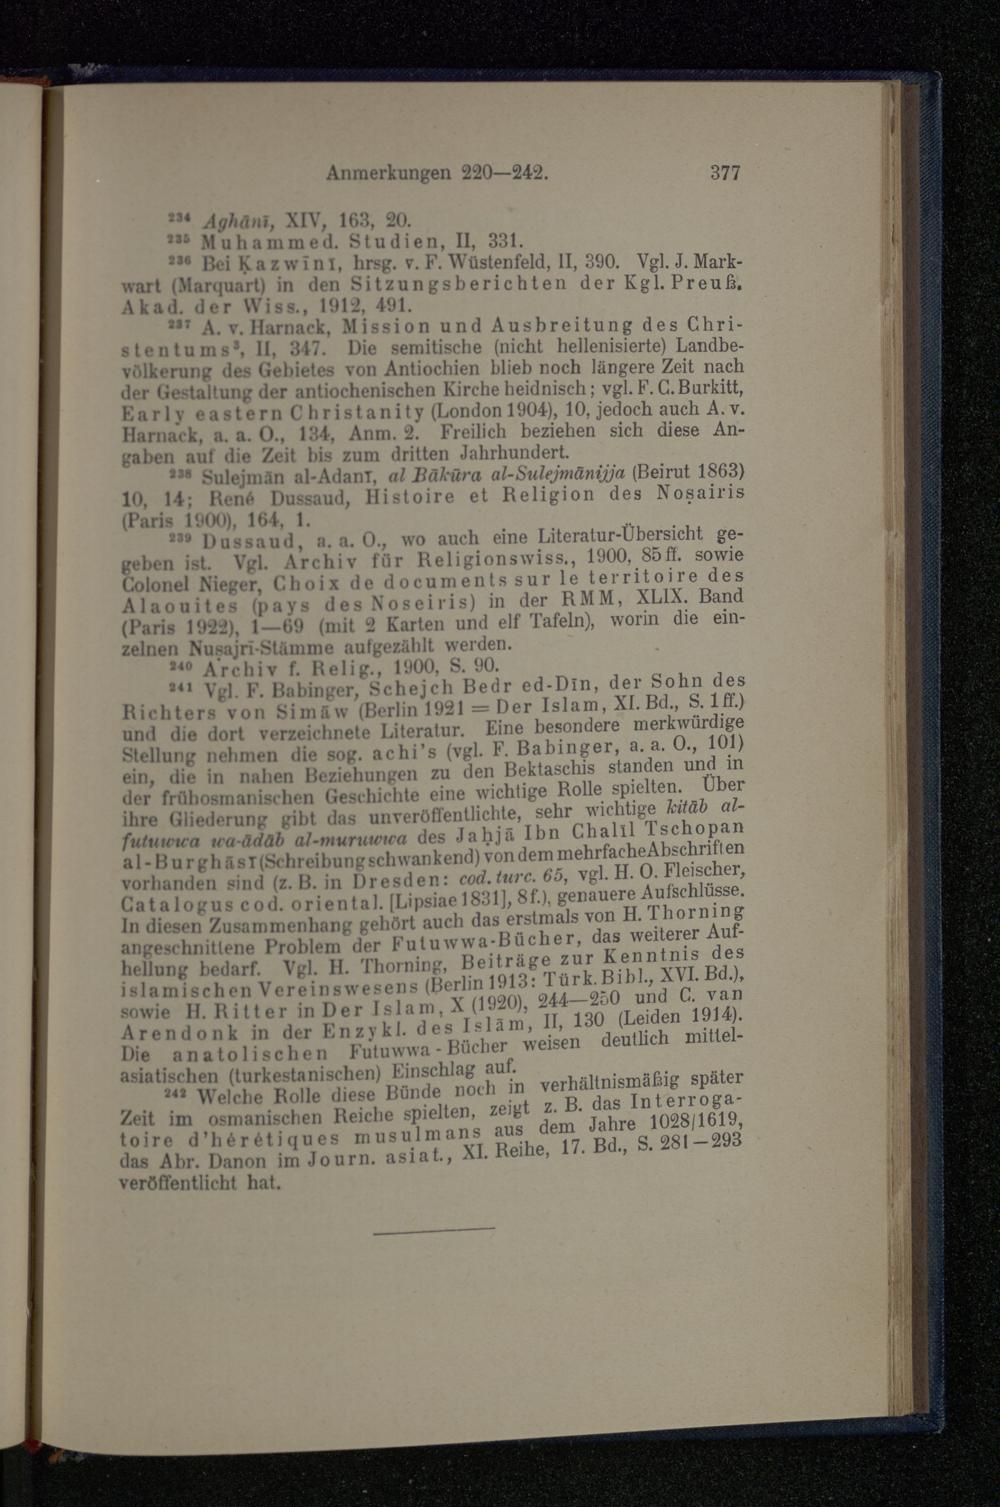 Anmerkungen 220—242. 377
²³⁴ Aghānī, XIV, 163, 20.
²³⁵ Muhammed. Studien, II, 331.
²³⁶ Bei Ḳazwīnī, hrsg. v. F. Wüstenfeld, II, 390. Vgl. J. Mark-
wart (Marquart) in den Sitzungsberichten der Kgl. Preuß.
Akad. der Wiss., 1912, 491.
²³⁷ A. v. Harnack, Mission und Ausbreitung des Chri-
stentums³, II, 347. Die semitische (nicht hellenisierte) Landbe-
völkerung des Gebietes von Antiochien blieb noch längere Zeit nach
der Gestaltung der antiochenischen Kirche heidnisch; vgl. F. C. Burkitt,
Early eastern Christanity (London 1904), 10, jedoch auch A. v.
Harnack, a. a. O., 134, Anm. 2. Freilich beziehen sich diese An-
gaben auf die Zeit bis zum dritten Jahrhundert.
²³⁸ Sulejmān al-Adanī, al Bākūra al-Sulejmānijja (Beirut 1863)
10, 14; René Dussaud, Histoire et Religion des Noṣairis
(Paris 1900), 164, 1.
²³⁹ Dussaud, a. a. O., wo auch eine Literatur-Übersicht ge-
geben ist. Vgl. Archiv für Religionswiss., 1900, 85 ff. sowie
Colonel Nieger, Choix de documents sur le territoire des
Alaouites (pays des Noseiris) in der RMM, XLIX. Band
(Paris 1922), 1—69 (mit 2 Karten und elf Tafeln), worin die ein-
zelnen Nuṣajrī-Stämme aufgezählt werden.
²⁴⁰ Archiv f. Relig., 1900, S. 90.
²⁴¹ Vgl. F. Babinger, Schejch Bedr ed-Dīn, der Sohn des
Richters von Simāw (Berlin 1921 = Der Islam, XI. Bd., S. 1 ff.)
und die dort verzeichnete Literatur. Eine besondere merkwürdige
Stellung nehmen die sog. achi's (vgl. F. Babinger, a. a. O., 101)
ein, die in nahen Beziehungen zu den Bektaschis standen und in
der frühosmanischen Geschichte eine wichtige Rolle spielten. Über
ihre Gliederung gibt das unveröffentlichte, sehr wichtige kitāb al-
futuwwa wa-ādāb al-muruwwa des Jaḥjā Ibn Chalīl Tschopan
al-Burghāsī (Schreibung schwankend) von dem mehrfache Abschriften
vorhanden sind (z. B. in Dresden: cod. turc. 65, vgl. H. O. Fleischer,
Catalogus cod. oriental. [Lipsiae 1831], 8 f.), genauere Aufschlüsse.
In diesen Zusammenhang gehört auch das erstmals von H. Thorning
angeschnittene Problem der Futuwwa-Bücher, das weiterer Auf-
hellung bedarf. Vgl. H. Thorning, Beiträge zur Kenntnis des
islamischen Vereinswesens (Berlin 1913: Türk. Bibl., XVI. Bd.),
sowie H. Ritter in Der Islam, X (1920), 244—250 und C. van
Arendonk in der Enzykl. des Islām, II, 130 (Leiden 1914).
Die anatolischen Futuwwa-Bücher weisen deutlich mittel-
asiatischen (turkestanischen) Einschlag auf.
²⁴² Welche Rolle diese Bünde noch in verhältnismäßig später
Zeit im osmanischen Reiche spielten, zeigt z. B. das Interroga-
toire d'hérétiques musulmans aus dem Jahre 1028/1619,
das Abr. Danon im Journ. asiat., XI. Reihe, 17. Bd., S. 281—293
veröffentlicht hat.